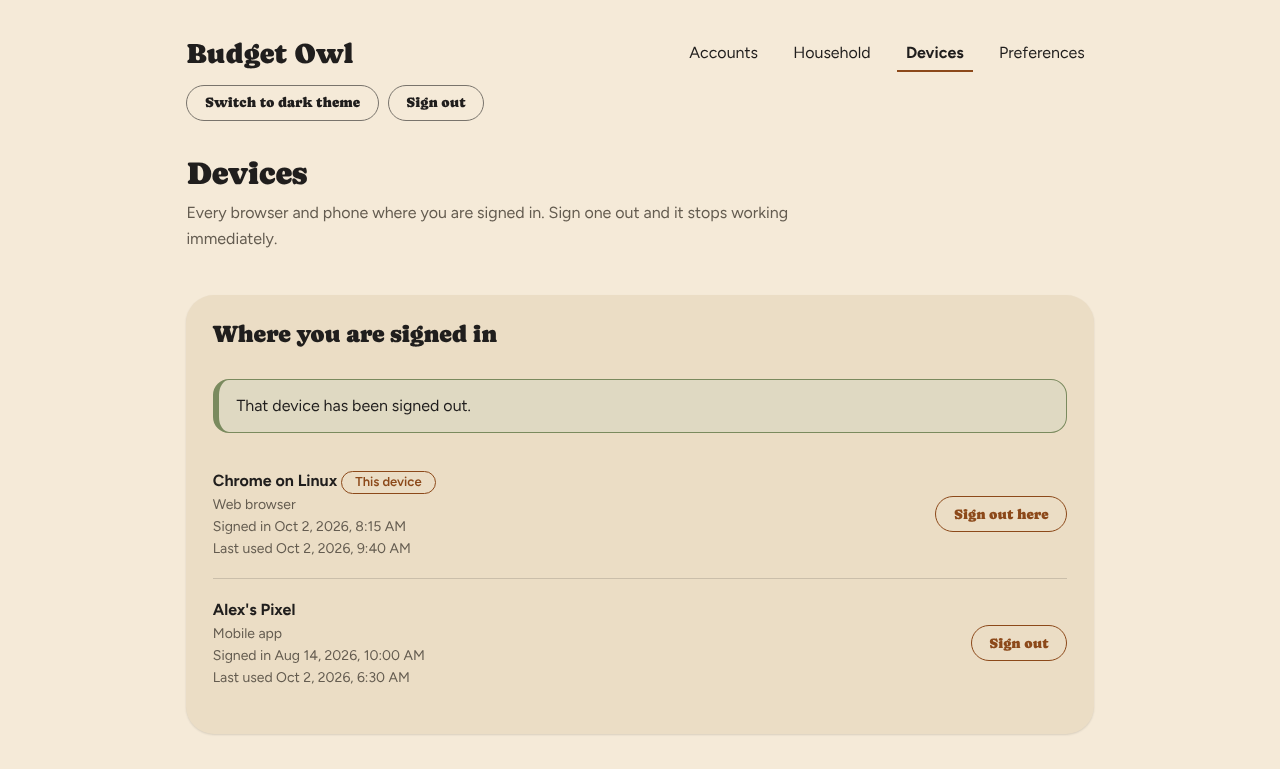 Budget Owl
Accounts Household Devices Preferences
Switch to dark theme Sign out
Devices
Every browser and phone where you are signed in. Sign one out and it stops working
immediately.
Where you are signed in
That device has been signed out.
Chrome on Linux This device
Web browser
Signed in Oct 2, 2026, 8:15 AM
Last used Oct 2, 2026, 9:40 AM
Sign out here
Alex's Pixel
Mobile app
Signed in Aug 14, 2026, 10:00 AM
Last used Oct 2, 2026, 6:30 AM
Sign out